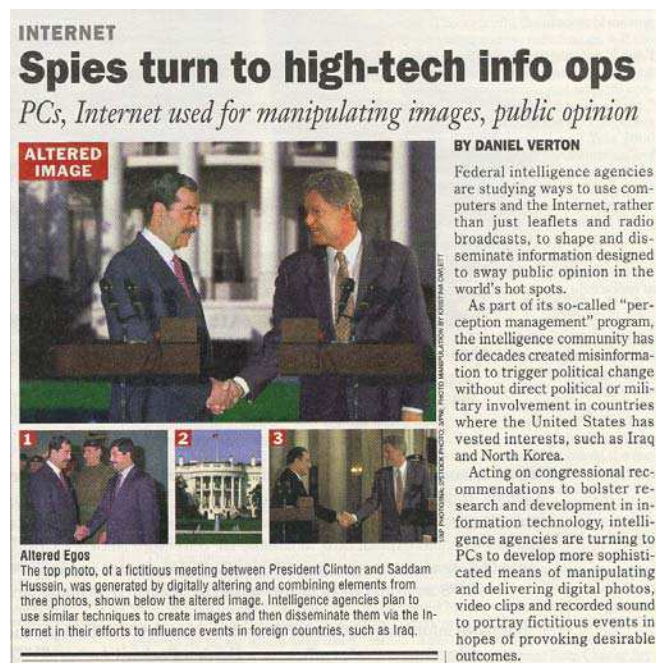 INTERNET
Spies turn to high-tech info ops
PCs, Internet used for manipulating images, public opinion
ALTERED
IMAGE
1
2
3
Altered Egos
The top photo, of a fictitious meeting between President Clinton and Saddam
Hussein, was generated by digitally altering and combining elements from
three photos, shown below the altered image. Intelligence agencies plan to
use similar techniques to create images and then disseminate them via the In-
ternet in their efforts to influence events in foreign countries, such as Iraq.
BY DANIEL VERTON
Federal intelligence agencies
are studying ways to use com-
puters and the Internet, rather
than just leaflets and radio
broadcasts, to shape and dis-
seminate information designed
to sway public opinion in the
world's hot spots.
As part of its so-called “per-
ception management” program,
the intelligence community has
for decades created misinforma-
tion to trigger political change
without direct political or mili-
tary involvement in countries
where the United States has
vested interests, such as Iraq
and North Korea.
Acting on congressional rec-
ommendations to bolster re-
search and development in in-
formation technology, intelli-
gence agencies are turning to
PCs to develop more sophisti-
cated means of manipulating
and delivering digital photos,
video clips and recorded sound
to portray fictitious events in
hopes of provoking desirable
outcomes.